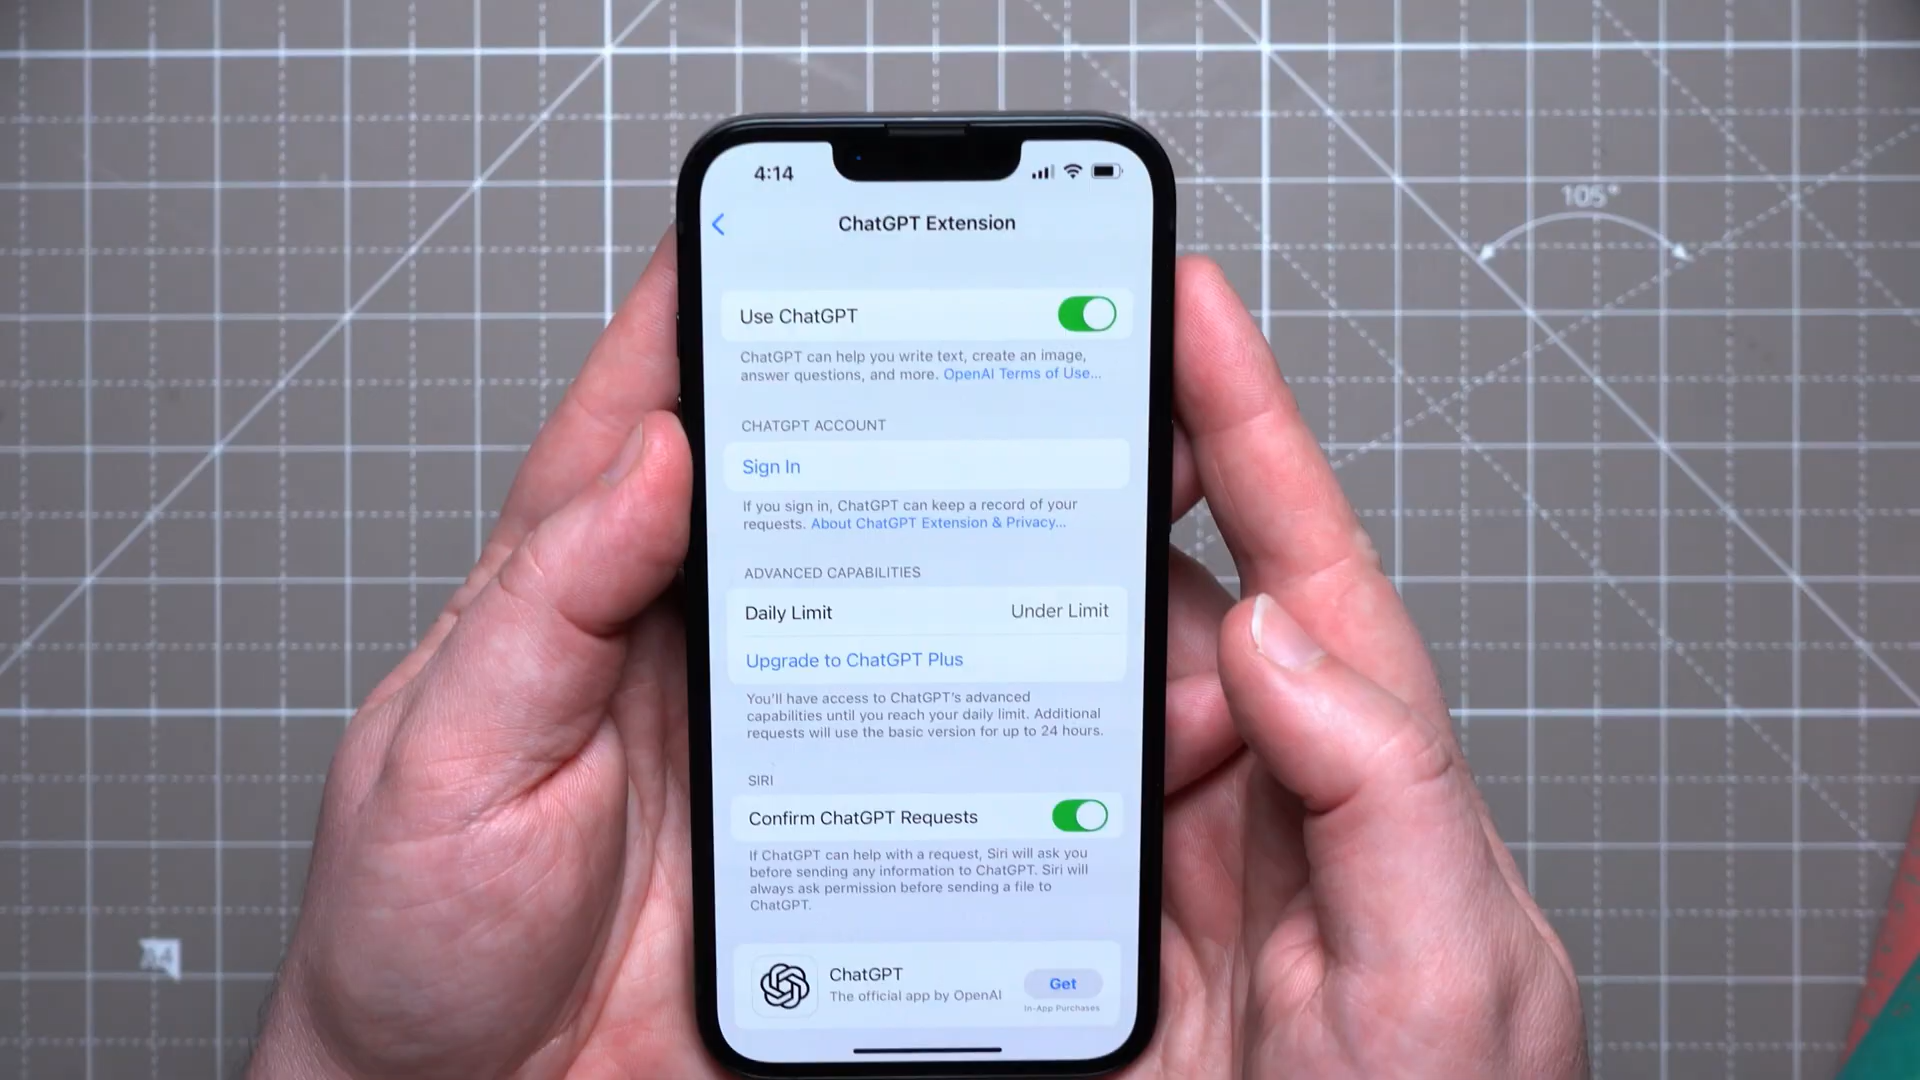 105°
4:14
ChatGPT Extension
Use ChatGPT
ChatGPT can help you write text, create an image,
answer questions, and more. OpenAI Terms of Use...
CHATGPT ACCOUNT
Sign In
If you sign in, ChatGPT can keep a record of your
requests. About ChatGPT Extension & Privacy...
ADVANCED CAPABILITIES
Daily Limit Under Limit
Upgrade to ChatGPT Plus
You'll have access to ChatGPT's advanced
capabilities until you reach your daily limit. Additional
requests will use the basic version for up to 24 hours.
SIRI
Confirm ChatGPT Requests
If ChatGPT can help with a request, Siri will ask you
before sending any information to ChatGPT. Siri will
always ask permission before sending a file to
ChatGPT.
A4
ChatGPT
The official app by OpenAI
Get
In-App Purchases